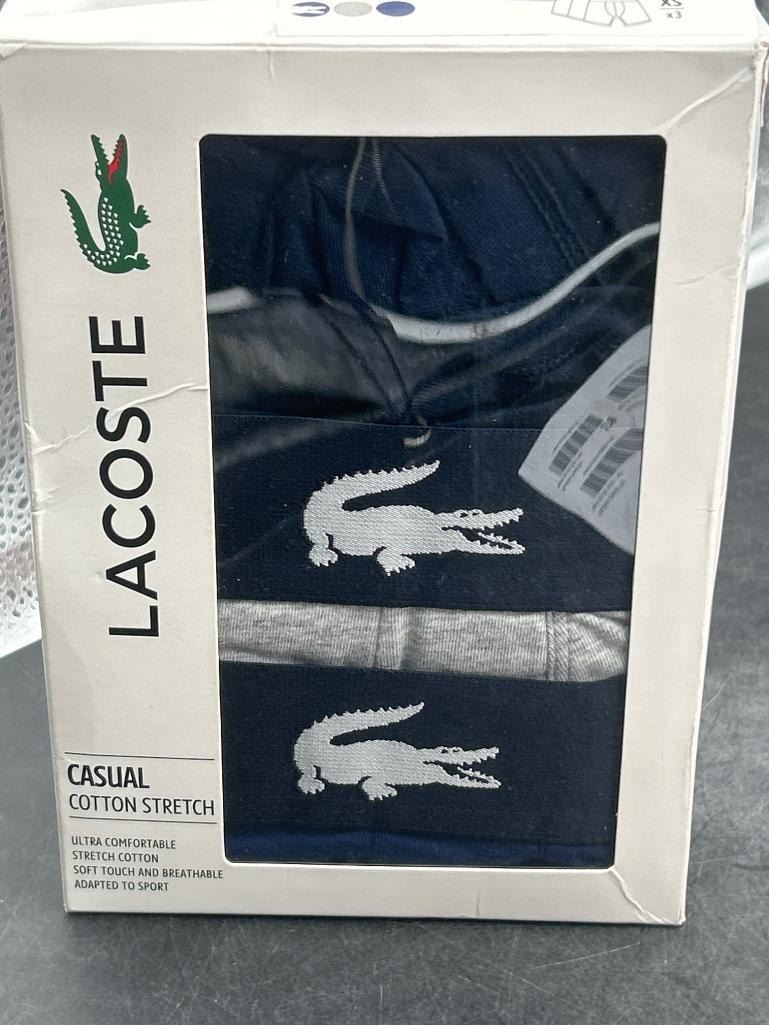 XS
x3
LACOSTE
CASUAL
COTTON STRETCH
ULTRA COMFORTABLE
STRETCH COTTON
SOFT TOUCH AND BREATHABLE
ADAPTED TO SPORT